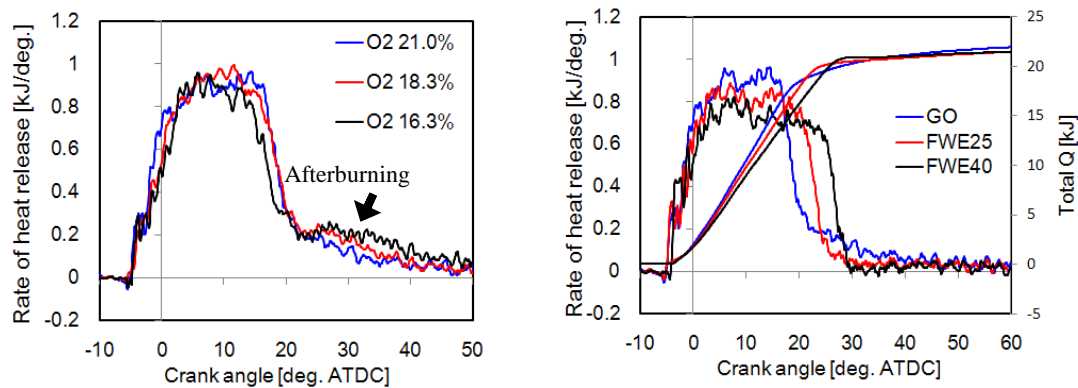 Rate of heat release [kJ/deg.]
1.2
1
0.8
0.6
0.4
0.2
0
-0.2
O2 21.0%
O2 18.3%
O2 16.3%
Afterburning
-10 0 10 20 30 40 50
Crank angle [deg. ATDC]
Rate of heat release [kJ/deg.]
1.2
1
0.8
0.6
0.4
0.2
0
-0.2
GO
FWE25
FWE40
25
20
15
10
5
0
-5
Total Q [kJ]
-10 0 10 20 30 40 50 60
Crank angle [deg. ATDC]